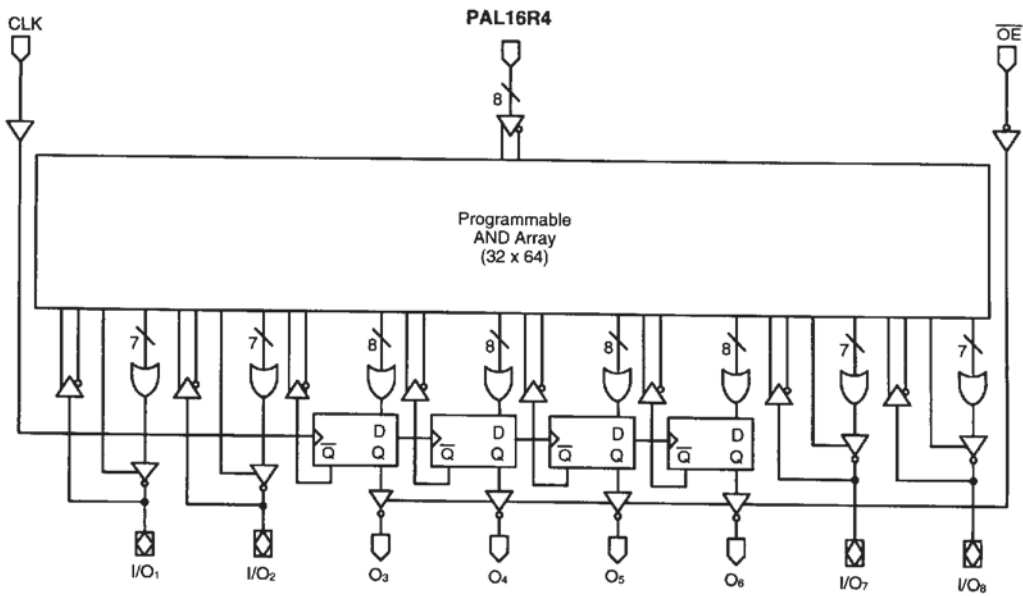 CLK
PAL16R4
O̅E̅
8
Programmable
AND Array
(32 x 64)
7 7 8 8 8 8 7 7
D D D D
Q̅ Q Q̅ Q Q̅ Q Q̅ Q
I/O₁ I/O₂ O₃ O₄ O₅ O₆ I/O₇ I/O₈